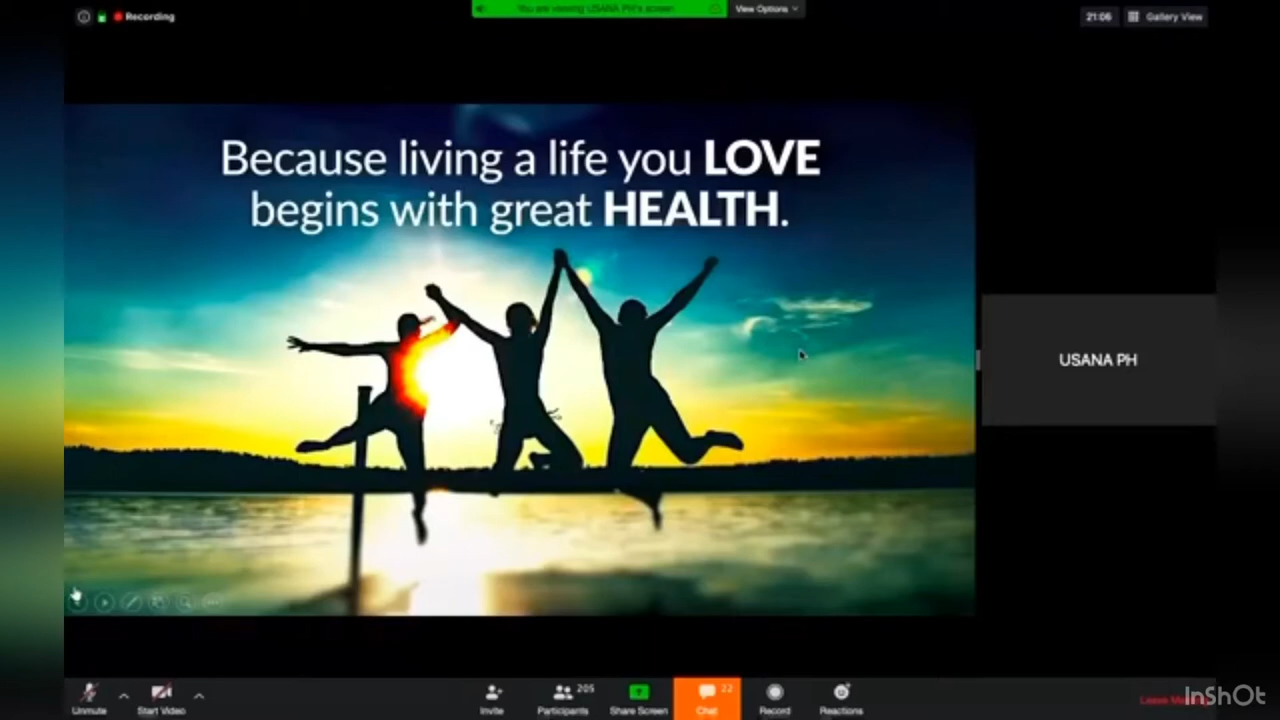 Recording
You are viewing USANA PH's screen
View Options
21:06
Gallery View
Because living a life you LOVE
begins with great HEALTH.
USANA PH
Unmute
Start Video
Invite
205
Participants
Share Screen
22
Chat
Record
Reactions
Leave
InShOt